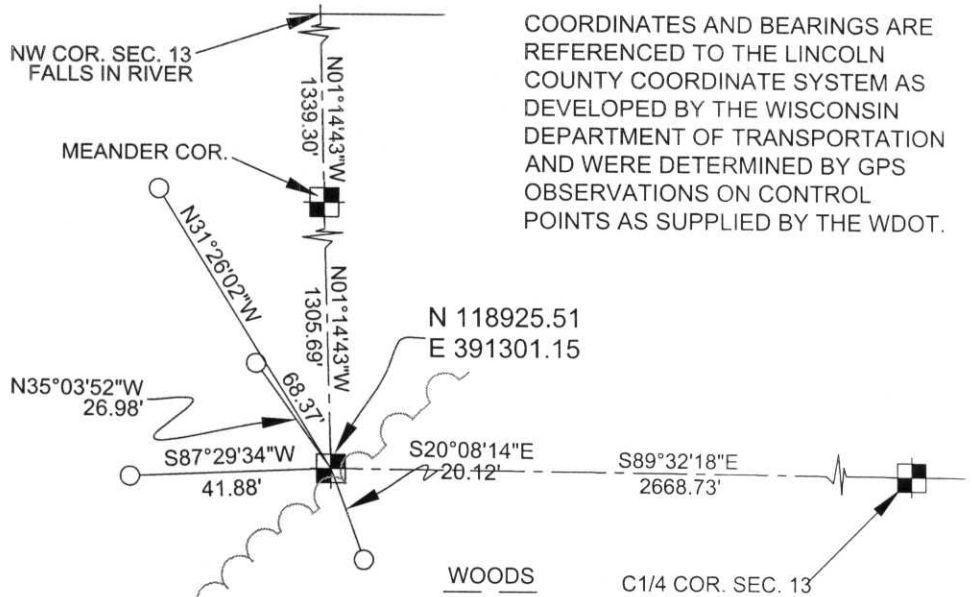 COORDINATES AND BEARINGS ARE
REFERENCED TO THE LINCOLN
COUNTY COORDINATE SYSTEM AS
DEVELOPED BY THE WISCONSIN
DEPARTMENT OF TRANSPORTATION
AND WERE DETERMINED BY GPS
OBSERVATIONS ON CONTROL
POINTS AS SUPPLIED BY THE WDOT.
NW COR. SEC. 13
FALLS IN RIVER
N01°14'43"W
1339.30'
MEANDER COR.
N31°26'02"W
68.37'
N01°14'43"W
1305.69'
N 118925.51
E 391301.15
N35°03'52"W
26.98'
S87°29'34"W
41.88'
S20°08'14"E
20.12'
S89°32'18"E
2668.73'
WOODS
C1/4 COR. SEC. 13